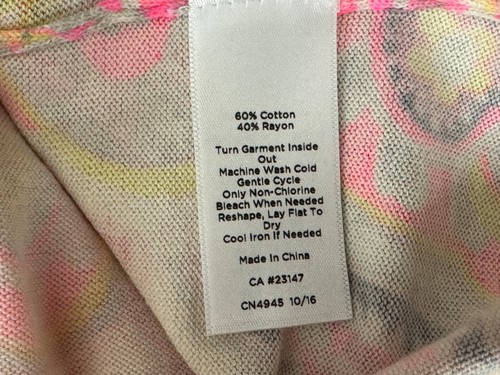 60% Cotton
40% Rayon
Turn Garment Inside
Out
Machine Wash Cold
Gentle Cycle
Only Non-Chlorine
Bleach When Needed
Reshape, Lay Flat To
Dry
Cool Iron If Needed
Made In China
CA #23147
CN4945 10/16